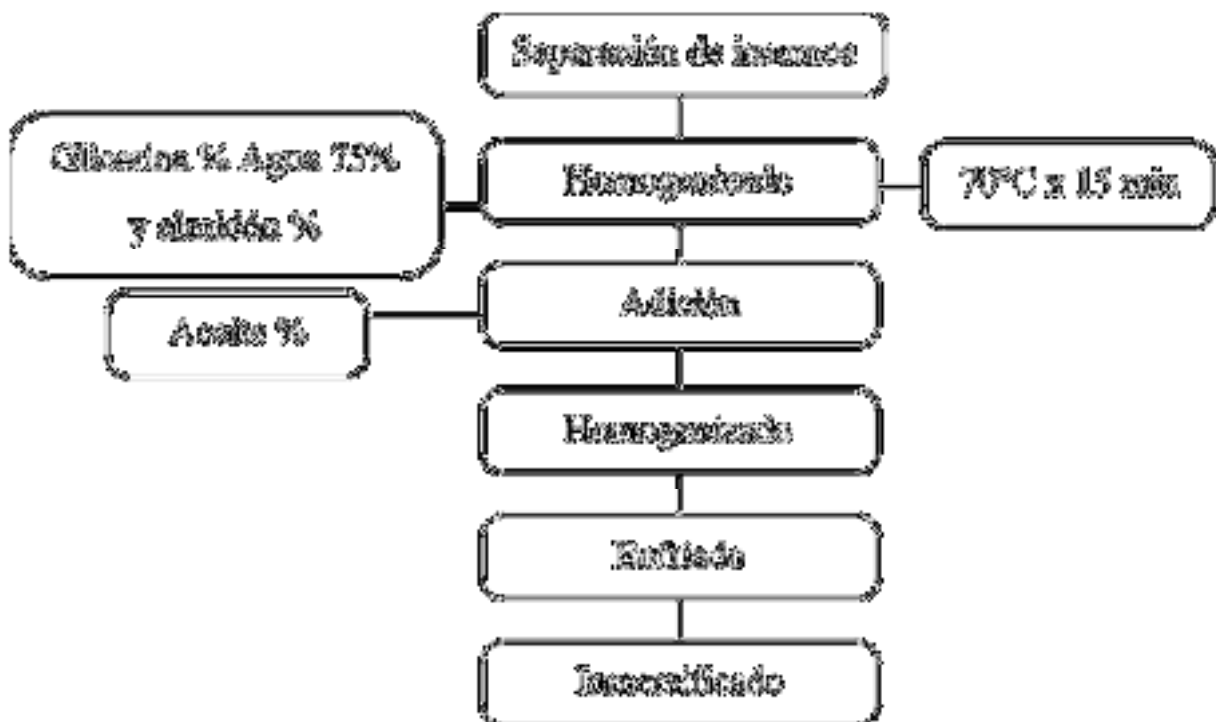 Separación de insumos
Glicerina % Agua 75%
y almidón %
Homogenizado
70°C x 15 min
Adición
Aceite %
Homogenizado
Enfriado